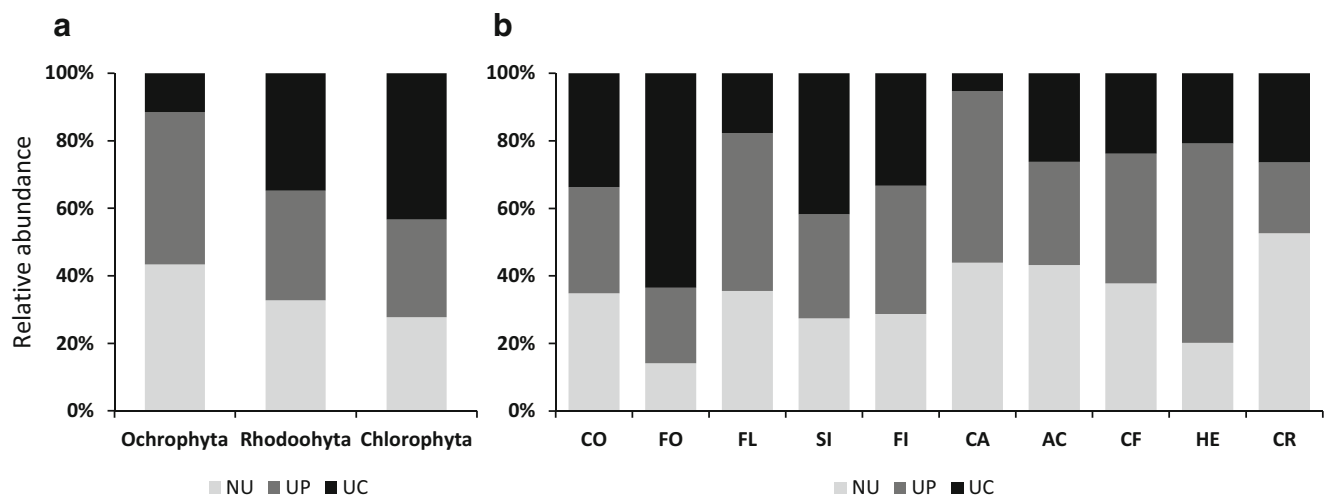 a
Relative abundance
100%
80%
60%
40%
20%
0%
Ochrophyta Rhodoohyta Chlorophyta
NU UP UC
b
100%
80%
60%
40%
20%
0%
CO FO FL SI FI CA AC CF HE CR
NU UP UC